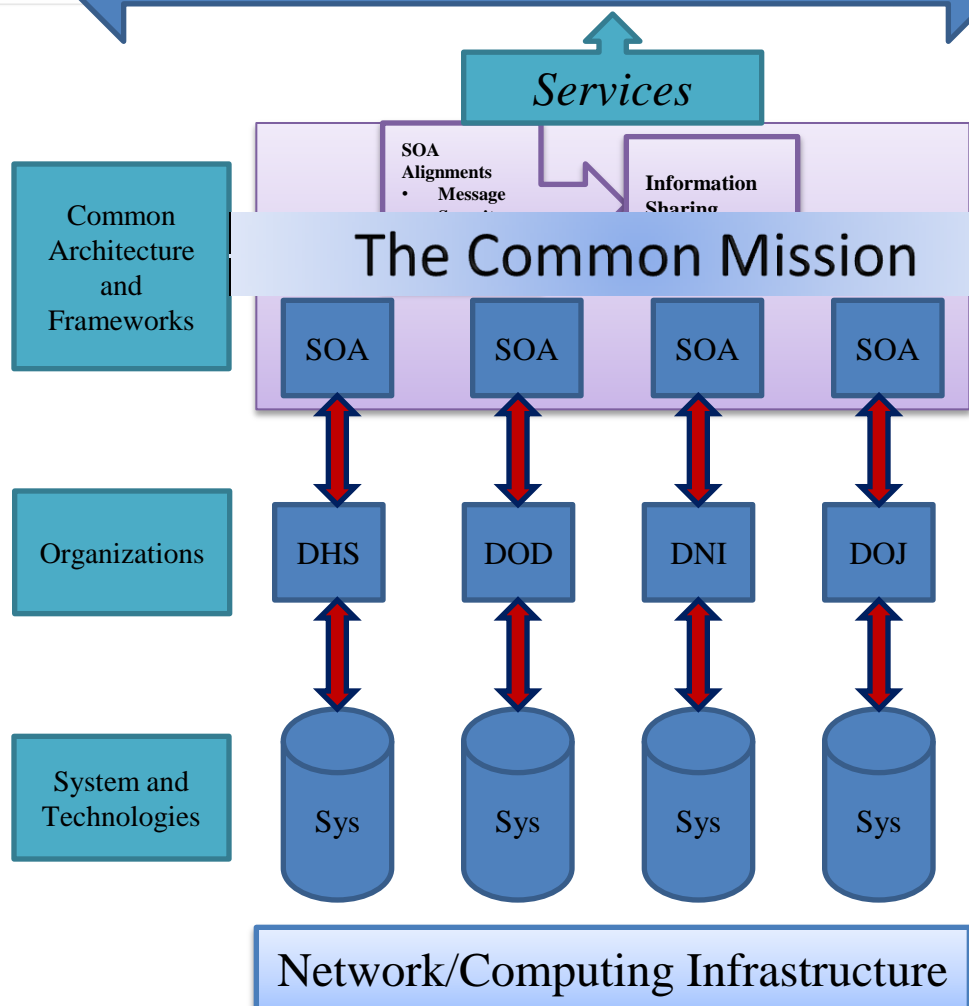 Services
SOA
Alignments
• Message
Information
Sharing
Common
Architecture
and
Frameworks
The Common Mission
SOA SOA SOA SOA
Organizations
DHS DOD DNI DOJ
System and
Technologies
Sys Sys Sys Sys
Network/Computing Infrastructure